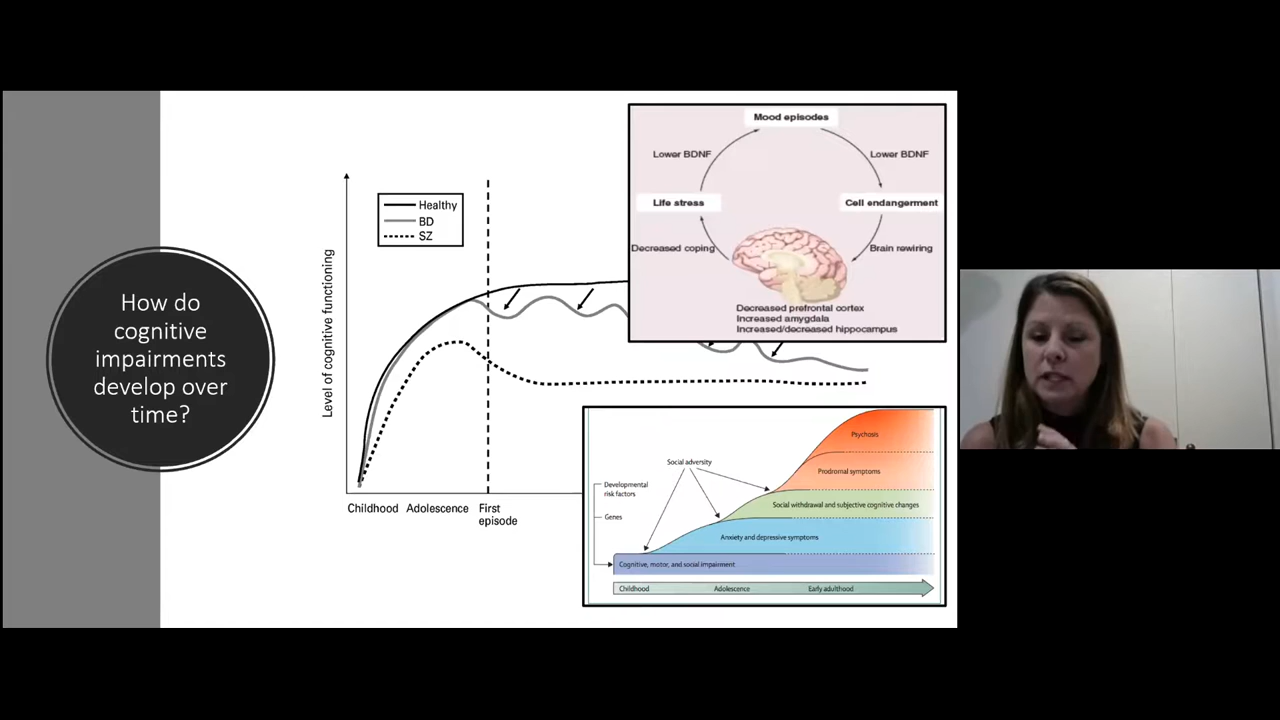 How do
cognitive
impairments
develop over
time?
Level of cognitive functioning
Healthy
BD
SZ
Childhood
Adolescence
First
episode
Mood episodes
Lower BDNF
Lower BDNF
Life stress
Cell endangerment
Decreased coping
Brain rewiring
Decreased prefrontal cortex
Increased amygdala
Increased/decreased hippocampus
Psychosis
Social adversity
Prodromal symptoms
Developmental
risk factors
Social withdrawal and subjective cognitive changes
Genes
Anxiety and depressive symptoms
Cognitive, motor, and social impairment
Childhood
Adolescence
Early adulthood